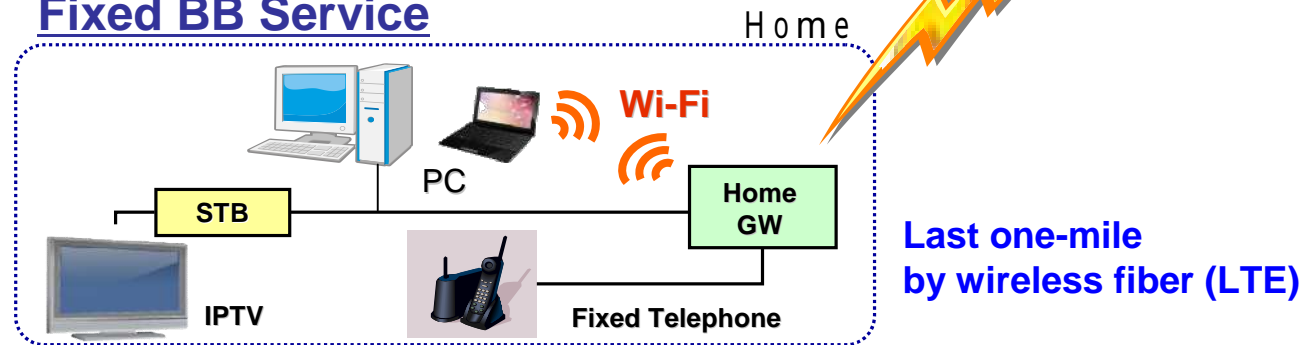 Fixed BB Service
Home
Wi-Fi
PC
STB
Home
GW
IPTV
Fixed Telephone
Last one-mile
by wireless fiber (LTE)